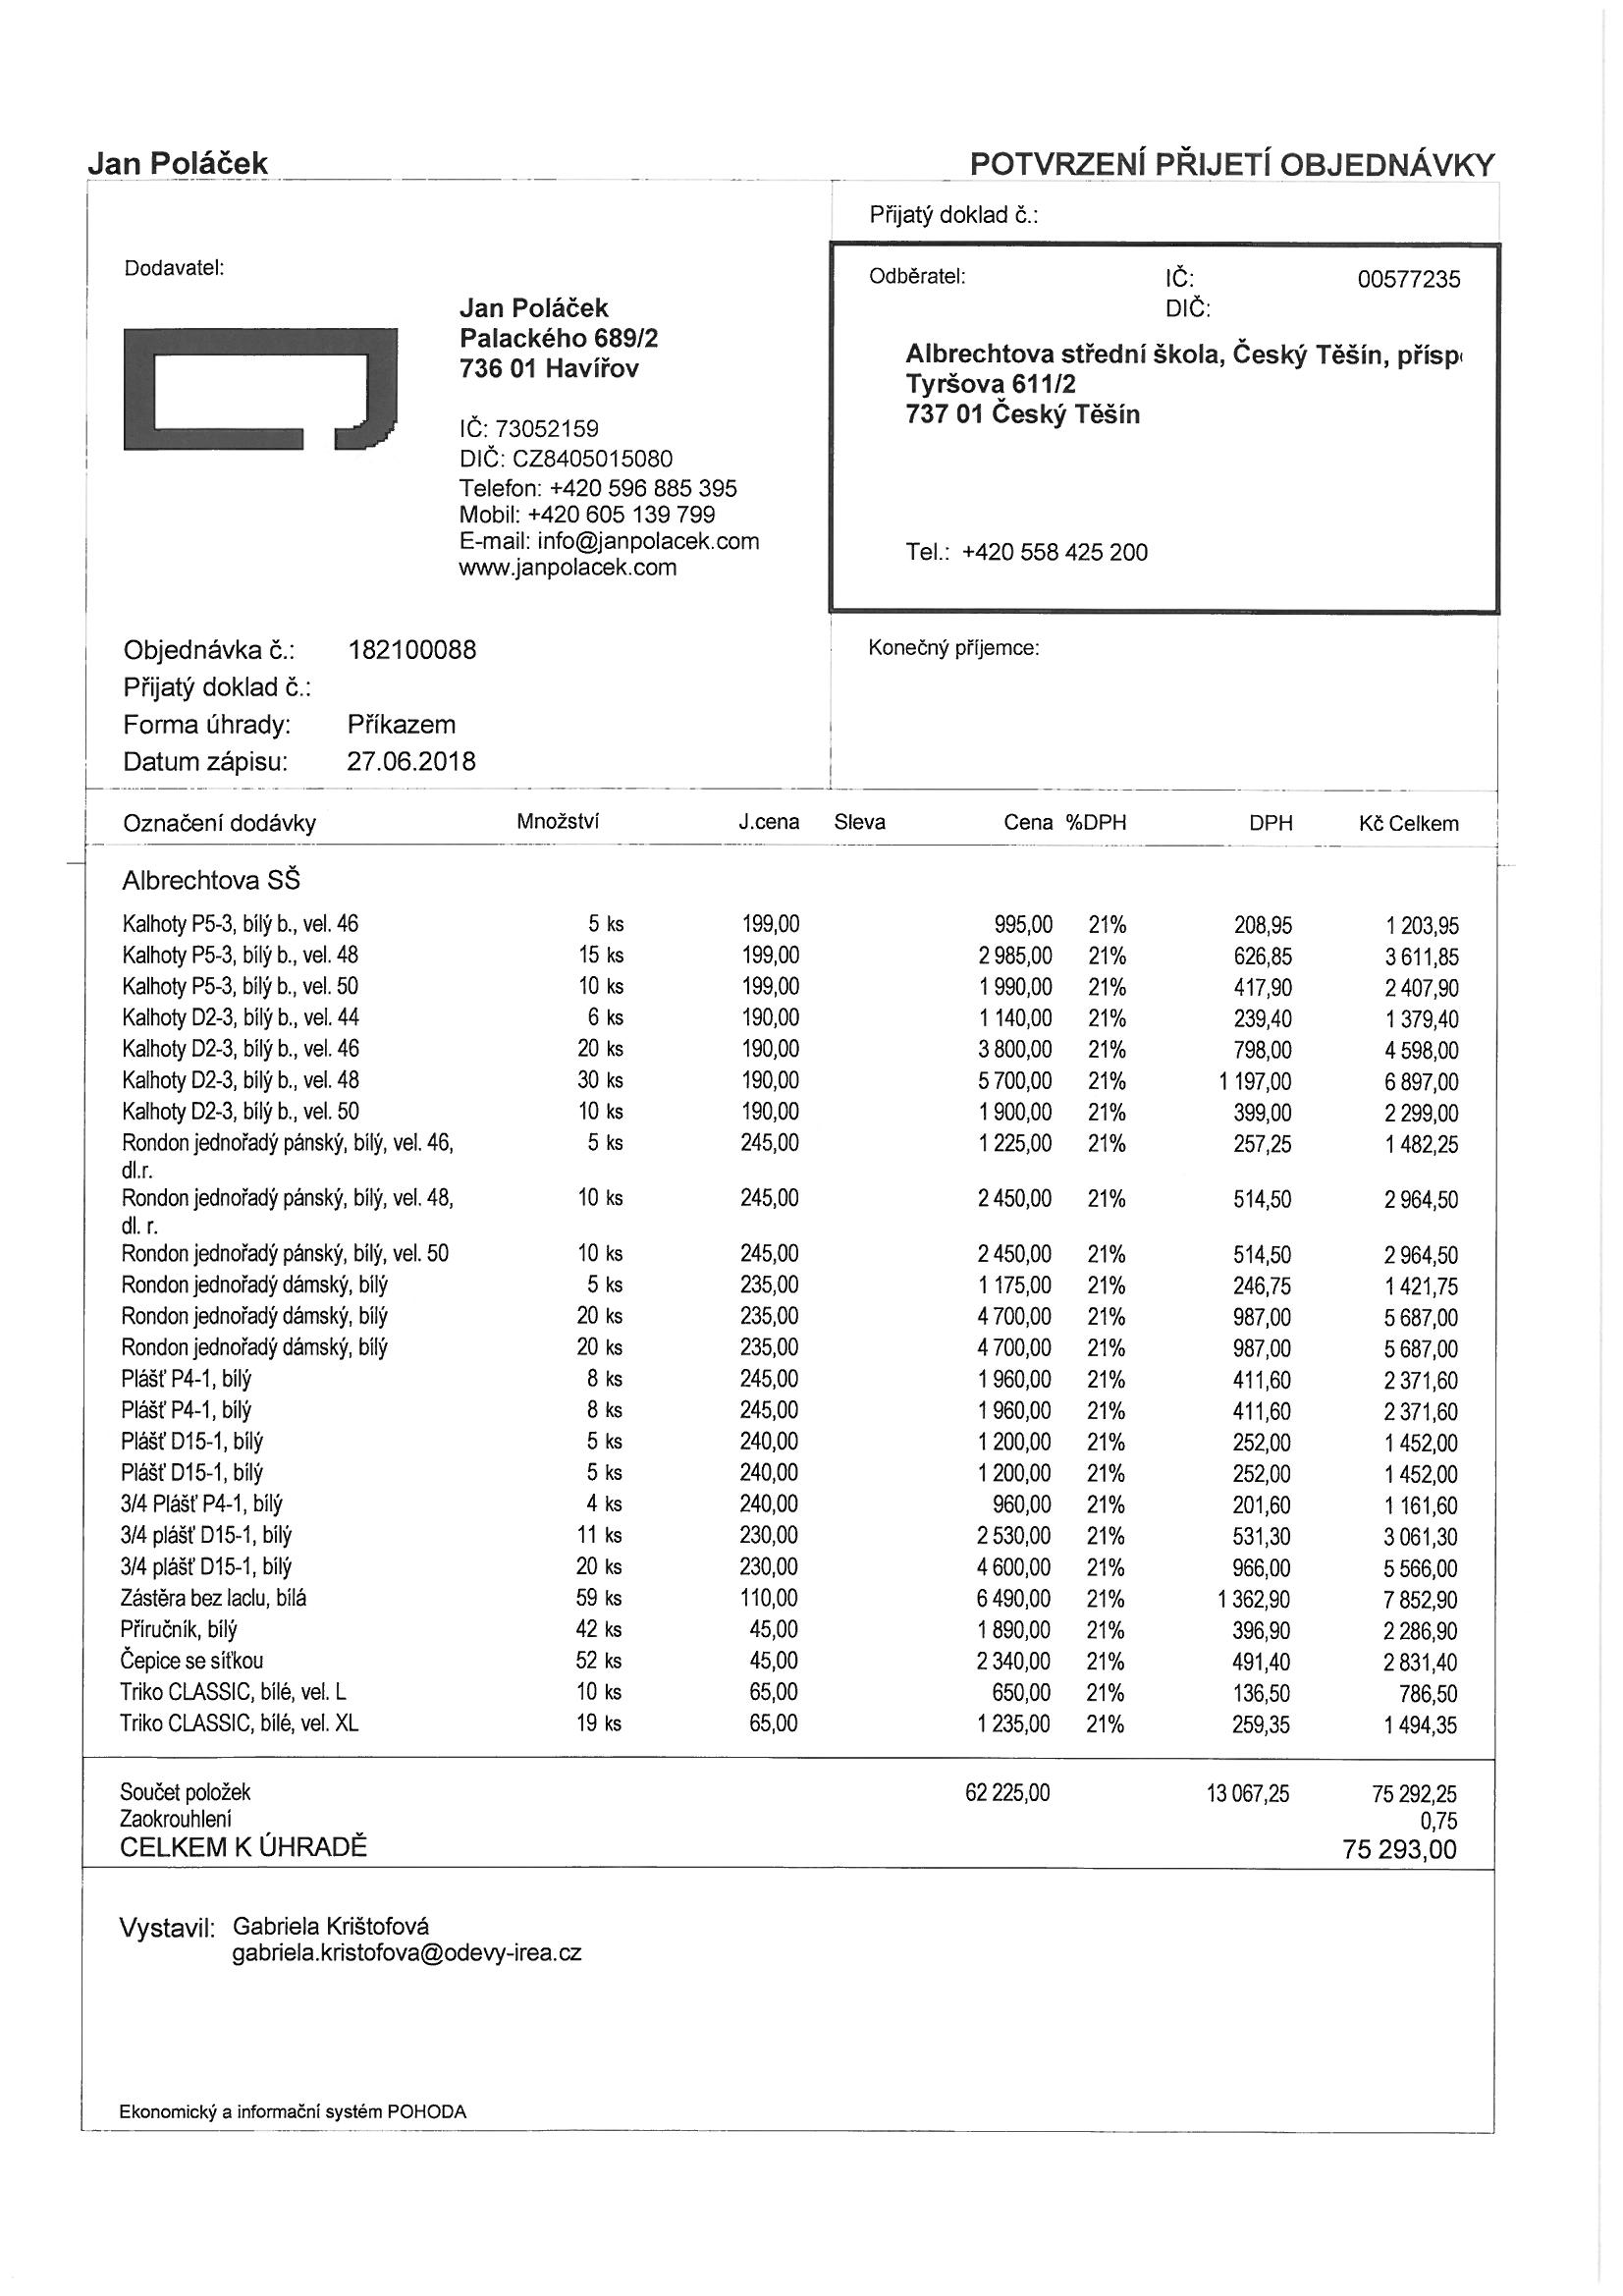 Jan Poláček
POTVRZENÍ PŘIJETÍ OBJEDNÁVKY
Přijatý doklad č.:
Dodavatel:
Jan Poláček
Palackého 689/2
736 01 Havířov
IČ: 73052159
DIČ: CZ8405015080
Telefon: +420 596 885 395
Mobil: +420 605 139 799
E-mail: info@janpolacek.com
www.janpolacek.com
Odběratel: IČ: 00577235
DIČ:
Albrechtova střední škola, Český Těšín, přísp
Tyršova 611/2
737 01 Český Těšín
Tel.: +420 558 425 200
Objednávka č.: 182100088
Přijatý doklad č.:
Forma úhrady: Příkazem
Datum zápisu: 27.06.2018
Konečný příjemce:
Označení dodávky Množství J.cena Sleva Cena %DPH DPH Kč Celkem
Albrechtova SŠ
Kalhoty P5-3, bílý b., vel. 46 5 ks 199,00 995,00 21% 208,95 1 203,95
Kalhoty P5-3, bílý b., vel. 48 15 ks 199,00 2 985,00 21% 626,85 3 611,85
Kalhoty P5-3, bílý b., vel. 50 10 ks 199,00 1 990,00 21% 417,90 2 407,90
Kalhoty D2-3, bílý b., vel. 44 6 ks 190,00 1 140,00 21% 239,40 1 379,40
Kalhoty D2-3, bílý b., vel. 46 20 ks 190,00 3 800,00 21% 798,00 4 598,00
Kalhoty D2-3, bílý b., vel. 48 30 ks 190,00 5 700,00 21% 1 197,00 6 897,00
Kalhoty D2-3, bílý b., vel. 50 10 ks 190,00 1 900,00 21% 399,00 2 299,00
Rondon jednořadý pánský, bílý, vel. 46, 5 ks 245,00 1 225,00 21% 257,25 1 482,25
dl.r.
Rondon jednořadý pánský, bílý, vel. 48, 10 ks 245,00 2 450,00 21% 514,50 2 964,50
dl. r.
Rondon jednořadý pánský, bílý, vel. 50 10 ks 245,00 2 450,00 21% 514,50 2 964,50
Rondon jednořadý dámský, bílý 5 ks 235,00 1 175,00 21% 246,75 1 421,75
Rondon jednořadý dámský, bílý 20 ks 235,00 4 700,00 21% 987,00 5 687,00
Rondon jednořadý dámský, bílý 20 ks 235,00 4 700,00 21% 987,00 5 687,00
Plášť P4-1, bílý 8 ks 245,00 1 960,00 21% 411,60 2 371,60
Plášť P4-1, bílý 8 ks 245,00 1 960,00 21% 411,60 2 371,60
Plášť D15-1, bílý 5 ks 240,00 1 200,00 21% 252,00 1 452,00
Plášť D15-1, bílý 5 ks 240,00 1 200,00 21% 252,00 1 452,00
3/4 Plášť P4-1, bílý 4 ks 240,00 960,00 21% 201,60 1 161,60
3/4 plášť D15-1, bílý 11 ks 230,00 2 530,00 21% 531,30 3 061,30
3/4 plášť D15-1, bílý 20 ks 230,00 4 600,00 21% 966,00 5 566,00
Zástěra bez laclu, bílá 59 ks 110,00 6 490,00 21% 1 362,90 7 852,90
Příručník, bílý 42 ks 45,00 1 890,00 21% 396,90 2 286,90
Čepice se síťkou 52 ks 45,00 2 340,00 21% 491,40 2 831,40
Triko CLASSIC, bílé, vel. L 10 ks 65,00 650,00 21% 136,50 786,50
Triko CLASSIC, bílé, vel. XL 19 ks 65,00 1 235,00 21% 259,35 1 494,35
Součet položek 62 225,00 13 067,25 75 292,25
Zaokrouhlení 0,75
CELKEM K ÚHRADĚ 75 293,00
Vystavil: Gabriela Krištofová
gabriela.kristofova@odevy-irea.cz
Ekonomický a informační systém POHODA